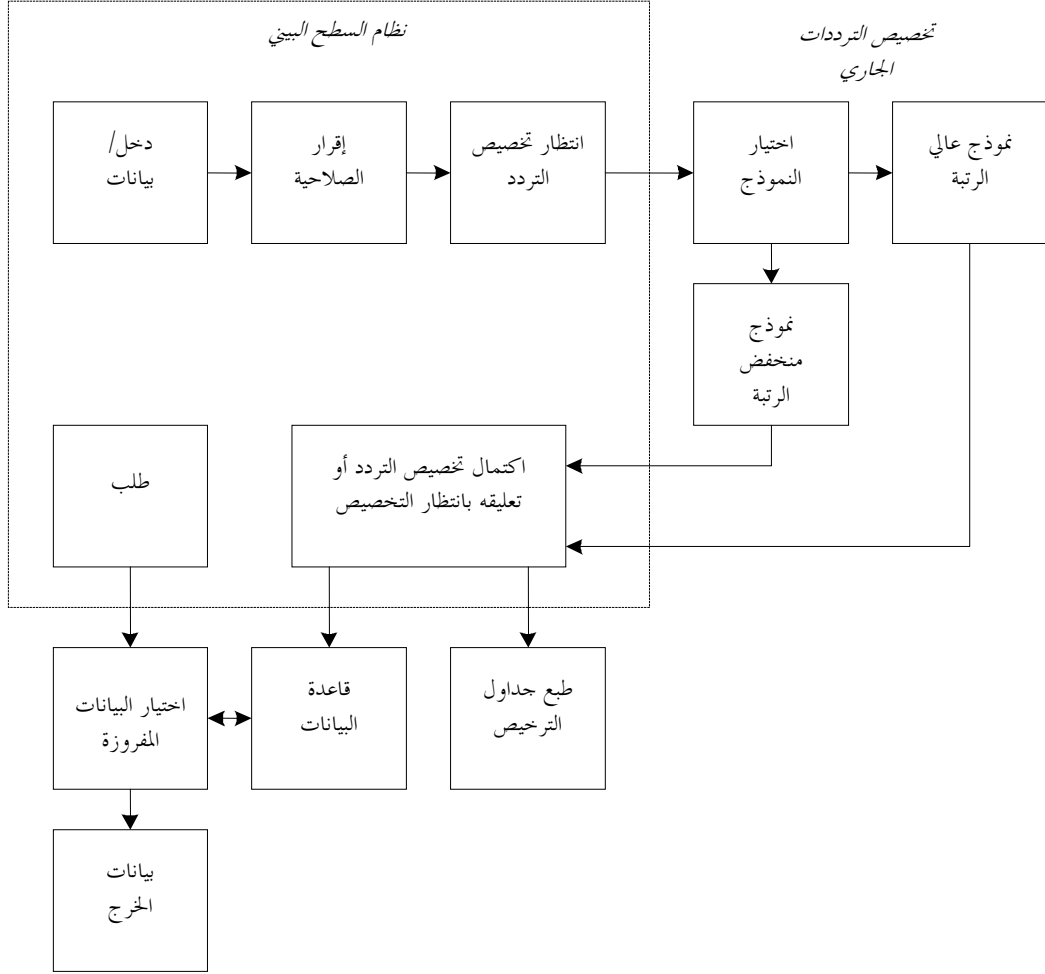 نظام السطح البيني
تخصيص الترددات
الجاري
دخل/
بيانات
إقرار
الصلاحية
انتظار تخصيص
التردد
اختيار
النموذج
نموذج عالي
الرتبة
نموذج
منخفض
الرتبة
طلب
اكتمال تخصيص التردد أو
تعليقه بانتظار التخصيص
اختيار البيانات
المفروزة
قاعدة
البيانات
طبع جداول
الترخيص
بيانات
الخرج